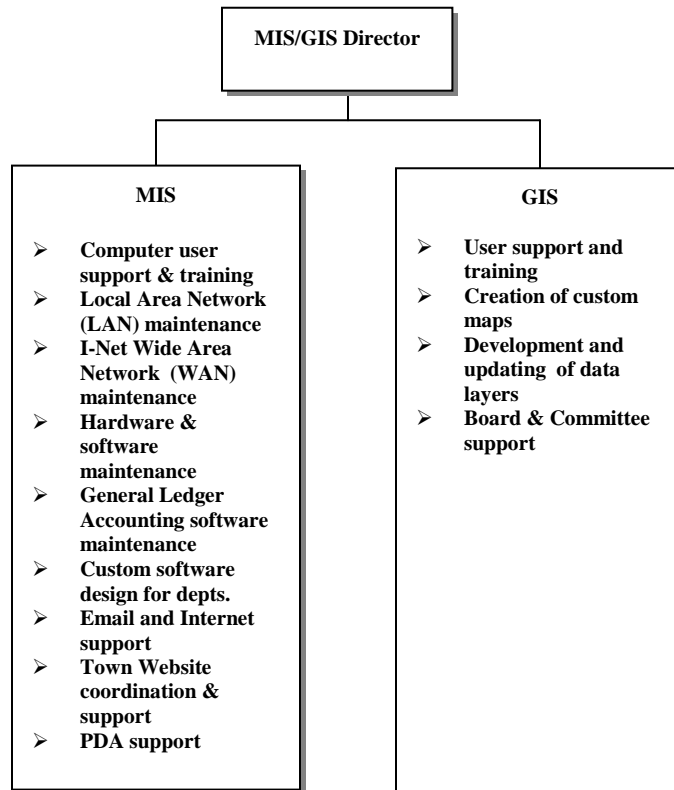 MIS/GIS Director
MIS
➢ Computer user
support & training
➢ Local Area Network
(LAN) maintenance
➢ I-Net Wide Area
Network (WAN)
maintenance
➢ Hardware &
software
maintenance
➢ General Ledger
Accounting software
maintenance
➢ Custom software
design for depts.
➢ Email and Internet
support
➢ Town Website
coordination &
support
➢ PDA support
GIS
➢ User support and
training
➢ Creation of custom
maps
➢ Development and
updating of data
layers
➢ Board & Committee
support